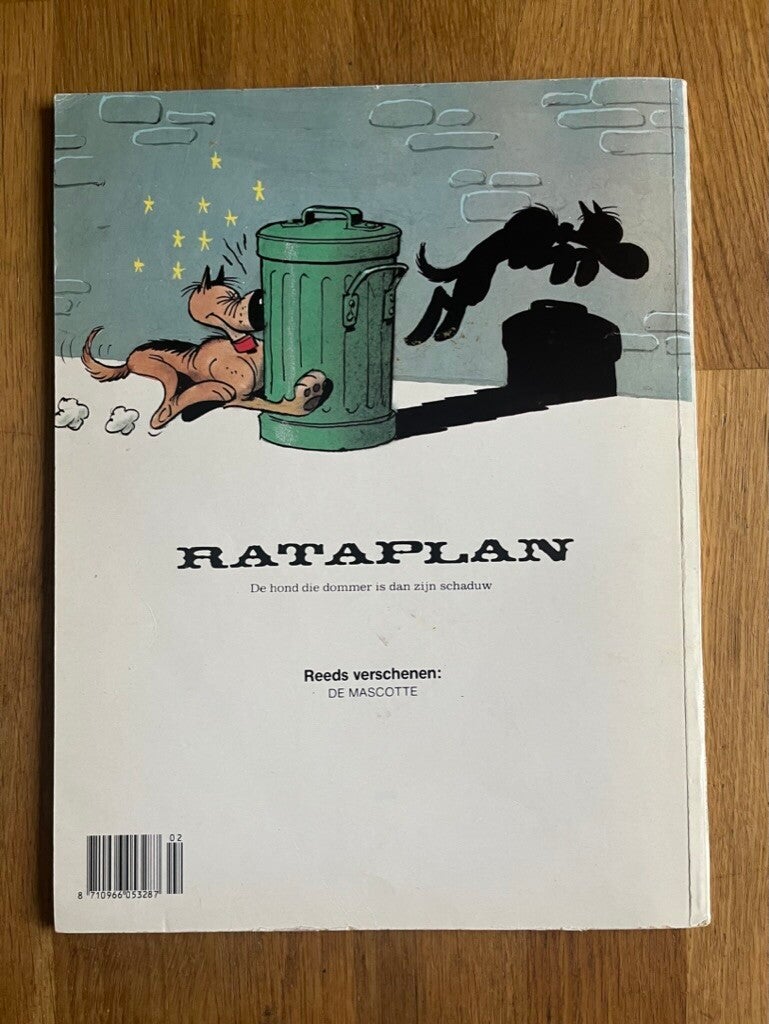 RATAPLAN
De hond die dommer is dan zijn schaduw
Reeds verschenen:
DE MASCOTTE
02
8 710966 053287